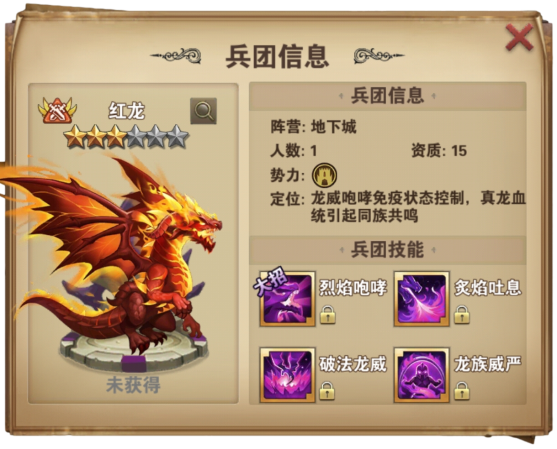 兵团信息
红龙
未获得
兵团信息
阵营: 地下城
人数: 1 资质: 15
势力:
定位: 龙威咆哮免疫状态控制，真龙血
统引起同族共鸣
兵团技能
大招 烈焰咆哮 炙焰吐息
破法龙威 龙族威严